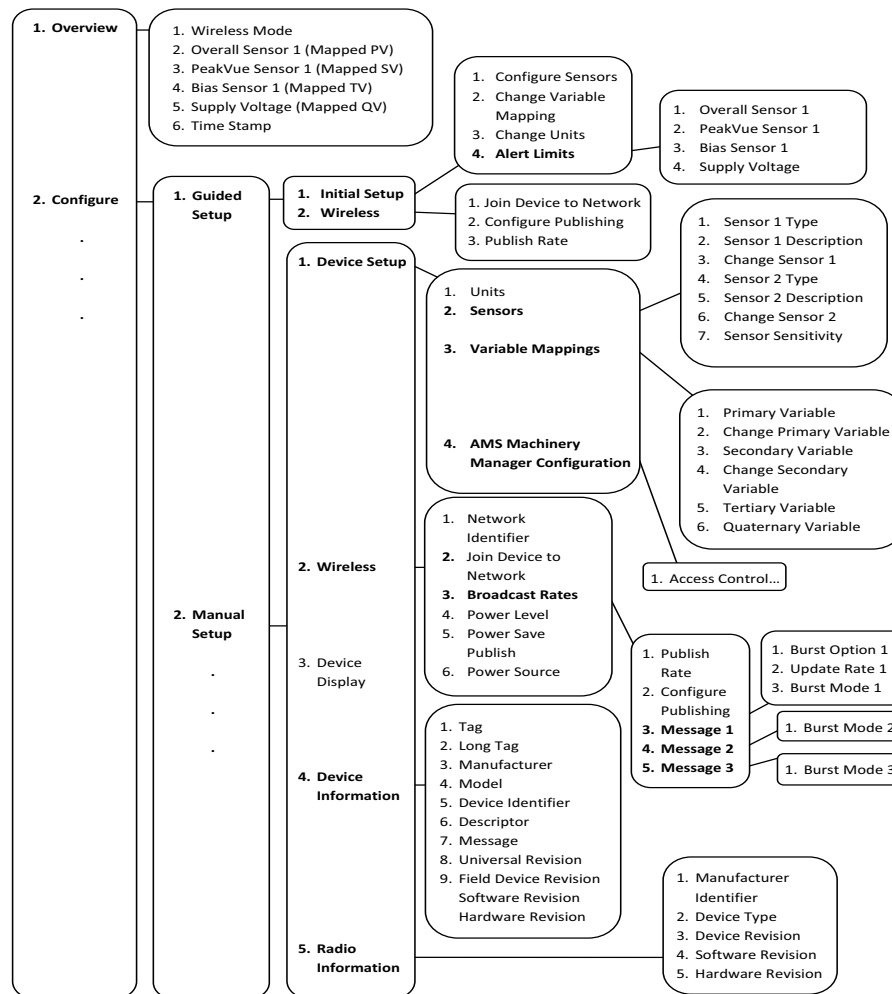 1. Overview
1. Wireless Mode
2. Overall Sensor 1 (Mapped PV)
3. PeakVue Sensor 1 (Mapped SV)
4. Bias Sensor 1 (Mapped TV)
5. Supply Voltage (Mapped QV)
6. Time Stamp
2. Configure
.
.
.
1. Guided
Setup
1. Initial Setup
2. Wireless
1. Configure Sensors
2. Change Variable
Mapping
3. Change Units
4. Alert Limits
1. Overall Sensor 1
2. PeakVue Sensor 1
3. Bias Sensor 1
4. Supply Voltage
1. Join Device to Network
2. Configure Publishing
3. Publish Rate
2. Manual
Setup
.
.
.
1. Device Setup
1. Units
2. Sensors
3. Variable Mappings
4. AMS Machinery
Manager Configuration
1. Sensor 1 Type
2. Sensor 1 Description
3. Change Sensor 1
4. Sensor 2 Type
5. Sensor 2 Description
6. Change Sensor 2
7. Sensor Sensitivity
1. Primary Variable
2. Change Primary Variable
3. Secondary Variable
4. Change Secondary
Variable
5. Tertiary Variable
6. Quaternary Variable
1. Access Control...
2. Wireless
1. Network
Identifier
2. Join Device to
Network
3. Broadcast Rates
4. Power Level
5. Power Save
Publish
6. Power Source
1. Publish
Rate
2. Configure
Publishing
3. Message 1
4. Message 2
5. Message 3
1. Burst Option 1
2. Update Rate 1
3. Burst Mode 1
1. Burst Mode 2
1. Burst Mode 3
3. Device
Display
4. Device
Information
1. Tag
2. Long Tag
3. Manufacturer
4. Model
5. Device Identifier
6. Descriptor
7. Message
8. Universal Revision
9. Field Device Revision
Software Revision
Hardware Revision
5. Radio
Information
1. Manufacturer
Identifier
2. Device Type
3. Device Revision
4. Software Revision
5. Hardware Revision